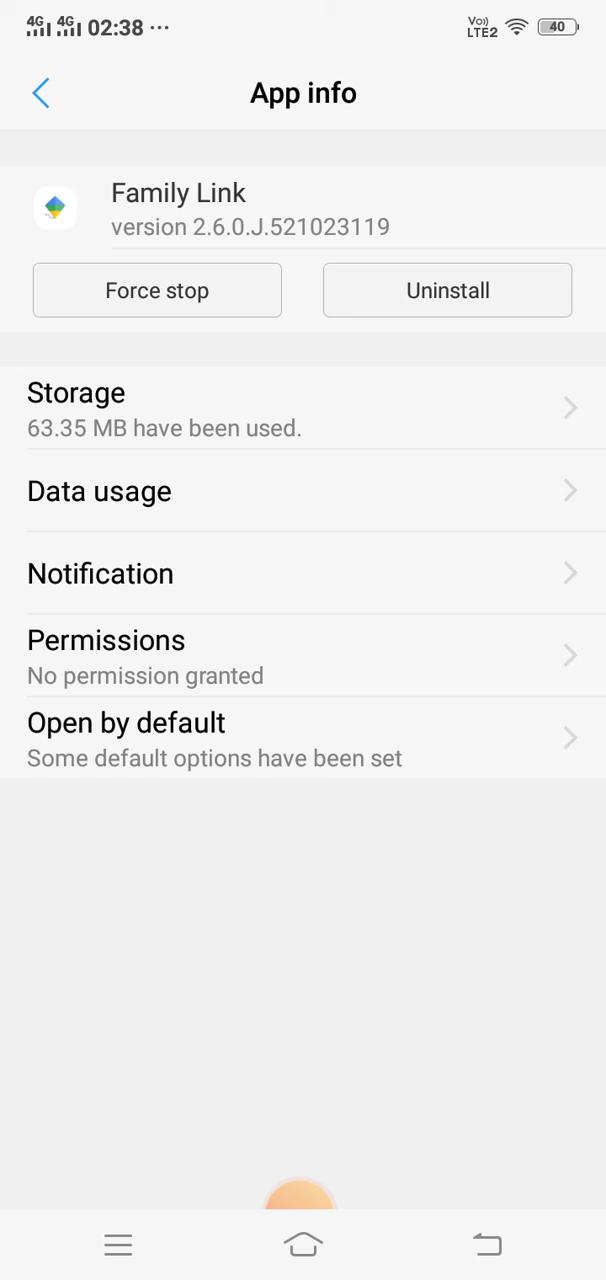 4G 4G 02:38 ...
Vo)) LTE2 40
App info
Family Link
version 2.6.0.J.521023119
Force stop
Uninstall
Storage
63.35 MB have been used.
Data usage
Notification
Permissions
No permission granted
Open by default
Some default options have been set